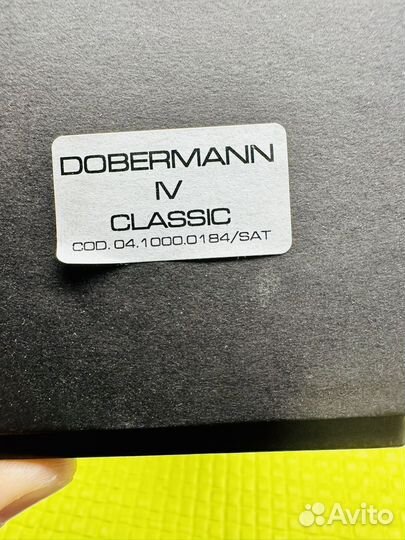 DOBERMANN
IV
CLASSIC
COD. 04.1000.0184/SAT
Avito